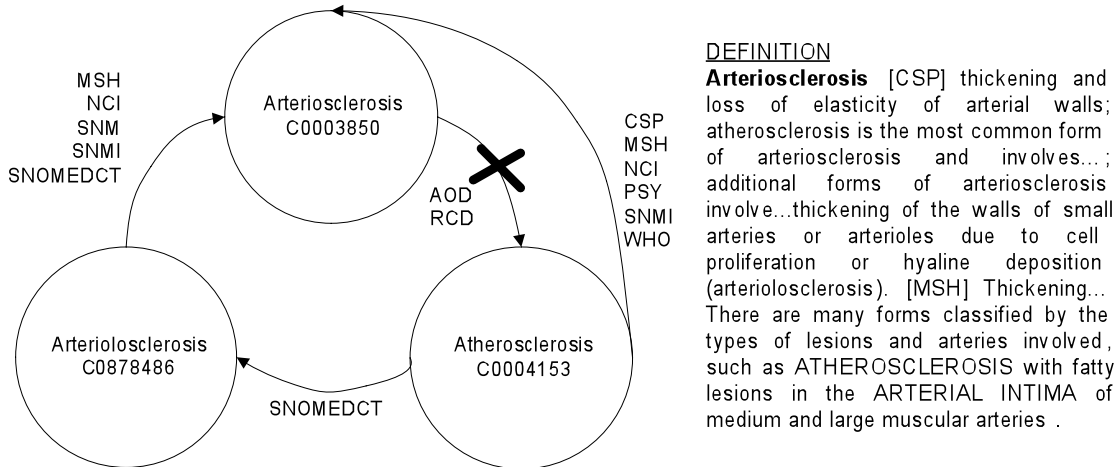 MSH
NCI
SNM
SNMI
SNOMEDCT
Arteriosclerosis
C0003850
AOD
RCD
CSP
MSH
NCI
PSY
SNMI
WHO
Arteriolosclerosis
C0878486
SNOMEDCT
Atherosclerosis
C0004153
DEFINITION
Arteriosclerosis [CSP] thickening and
loss of elasticity of arterial walls;
atherosclerosis is the most common form
of arteriosclerosis and involves...;
additional forms of arteriosclerosis
involve...thickening of the walls of small
arteries or arterioles due to cell
proliferation or hyaline deposition
(arteriolosclerosis). [MSH] Thickening...
There are many forms classified by the
types of lesions and arteries involved,
such as ATHEROSCLEROSIS with fatty
lesions in the ARTERIAL INTIMA of
medium and large muscular arteries .